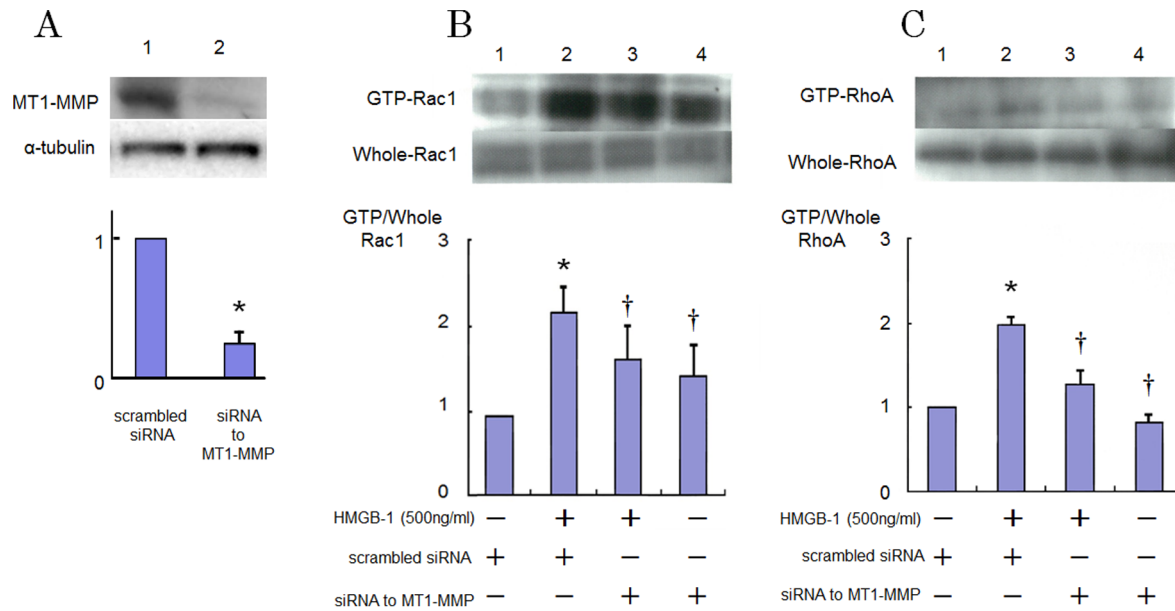 A
1 2
MT1-MMP
α-tubulin
1
*
0
scrambled
siRNA
siRNA
to
MT1-MMP
B
1 2 3 4
GTP-Rac1
Whole-Rac1
GTP/Whole
Rac1
3
2
1
0
* † †
HMGB-1 (500ng/ml) − + + −
scrambled siRNA + + − −
siRNA to MT1-MMP − − + +
C
1 2 3 4
GTP-RhoA
Whole-RhoA
GTP/Whole
RhoA
3
2
1
0
* † †
HMGB-1 (500ng/ml) − + + −
scrambled siRNA + + − −
siRNA to MT1-MMP − − + +